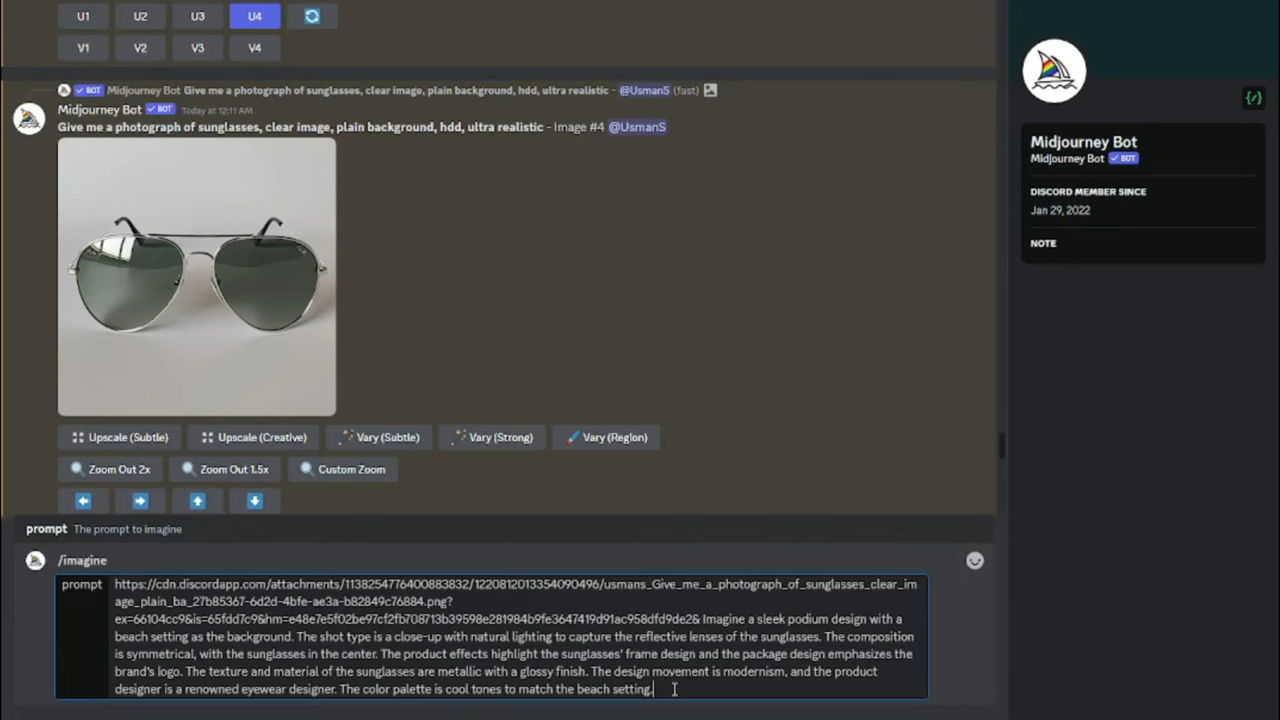 U1 U2 U3 U4
V1 V2 V3 V4
BOT Midjourney Bot Give me a photograph of sunglasses, clear image, plain background, hdd, ultra realistic - @UsmanS (fast)
Midjourney Bot BOT Today at 12:11 AM
Give me a photograph of sunglasses, clear image, plain background, hdd, ultra realistic - Image #4 @UsmanS
Upscale (Subtle) Upscale (Creative) Vary (Subtle) Vary (Strong) Vary (Region)
Zoom Out 2x Zoom Out 1.5x Custom Zoom
prompt The prompt to imagine
/imagine
prompt https://cdn.discordapp.com/attachments/1138254776400883832/1220812013354090496/usmans_Give_me_a_photograph_of_sunglasses_clear_im
age_plain_ba_27b85367-6d2d-4bfe-ae3a-b82849c76884.png?
ex=66104cc9&is=65fdd7c9&hm=e48e7e5f02be97cf2fb708713b39598e281984b9fe3647419d91ac958dfd9de2& Imagine a sleek podium design with a
beach setting as the background. The shot type is a close-up with natural lighting to capture the reflective lenses of the sunglasses. The composition
is symmetrical, with the sunglasses in the center. The product effects highlight the sunglasses' frame design and the package design emphasizes the
brand's logo. The texture and material of the sunglasses are metallic with a glossy finish. The design movement is modernism, and the product
designer is a renowned eyewear designer. The color palette is cool tones to match the beach setting.
Midjourney Bot
Midjourney Bot BOT
DISCORD MEMBER SINCE
Jan 29, 2022
NOTE